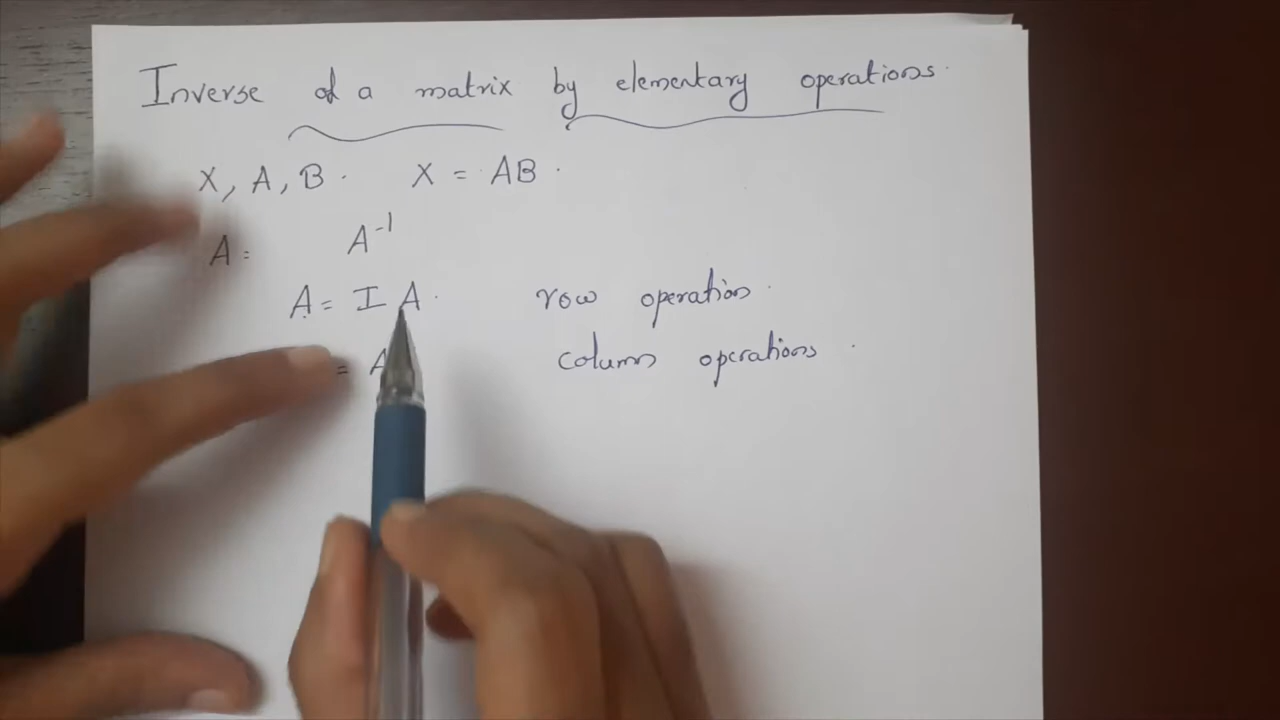 Inverse of a matrix by elementary operations.
X, A, B. X = AB.
A = A⁻¹
A = I A. row operation.
= A column operations.